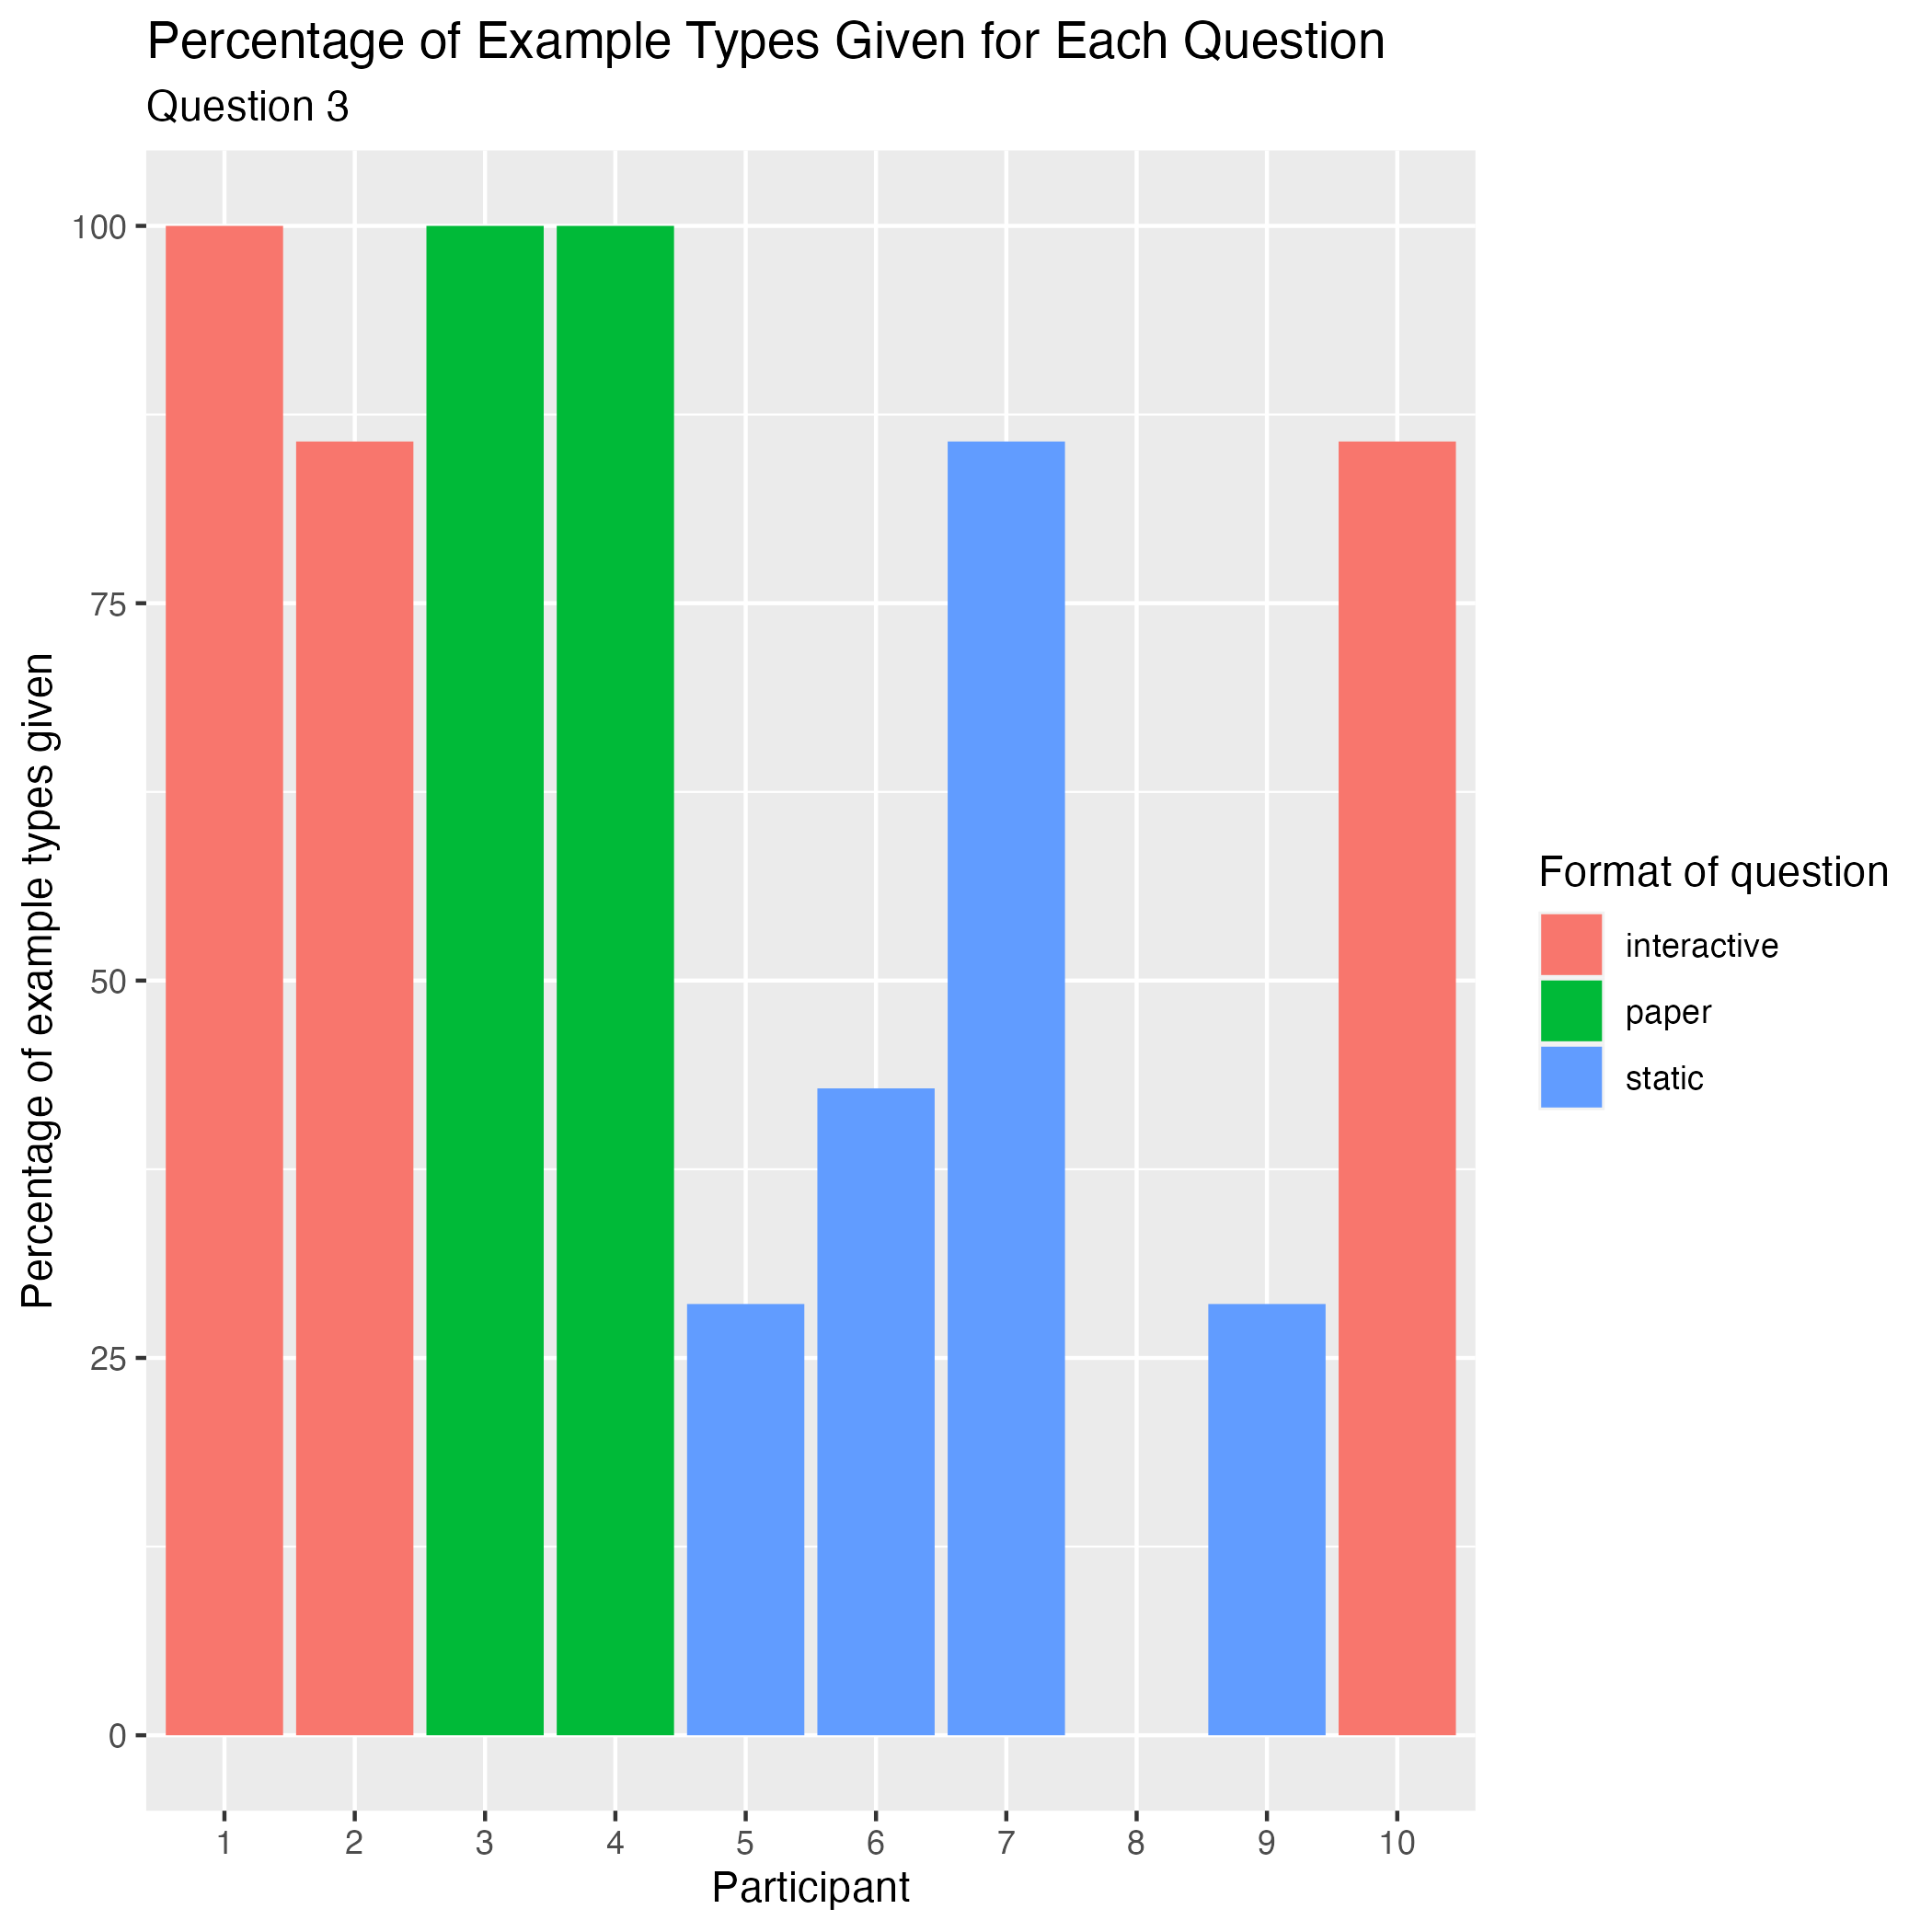 Percentage of Example Types Given for Each Question
Question 3
Percentage of example types given
100
75
50
25
0
1 2 3 4 5 6 7 8 9 10
Participant
Format of question
interactive
paper
static